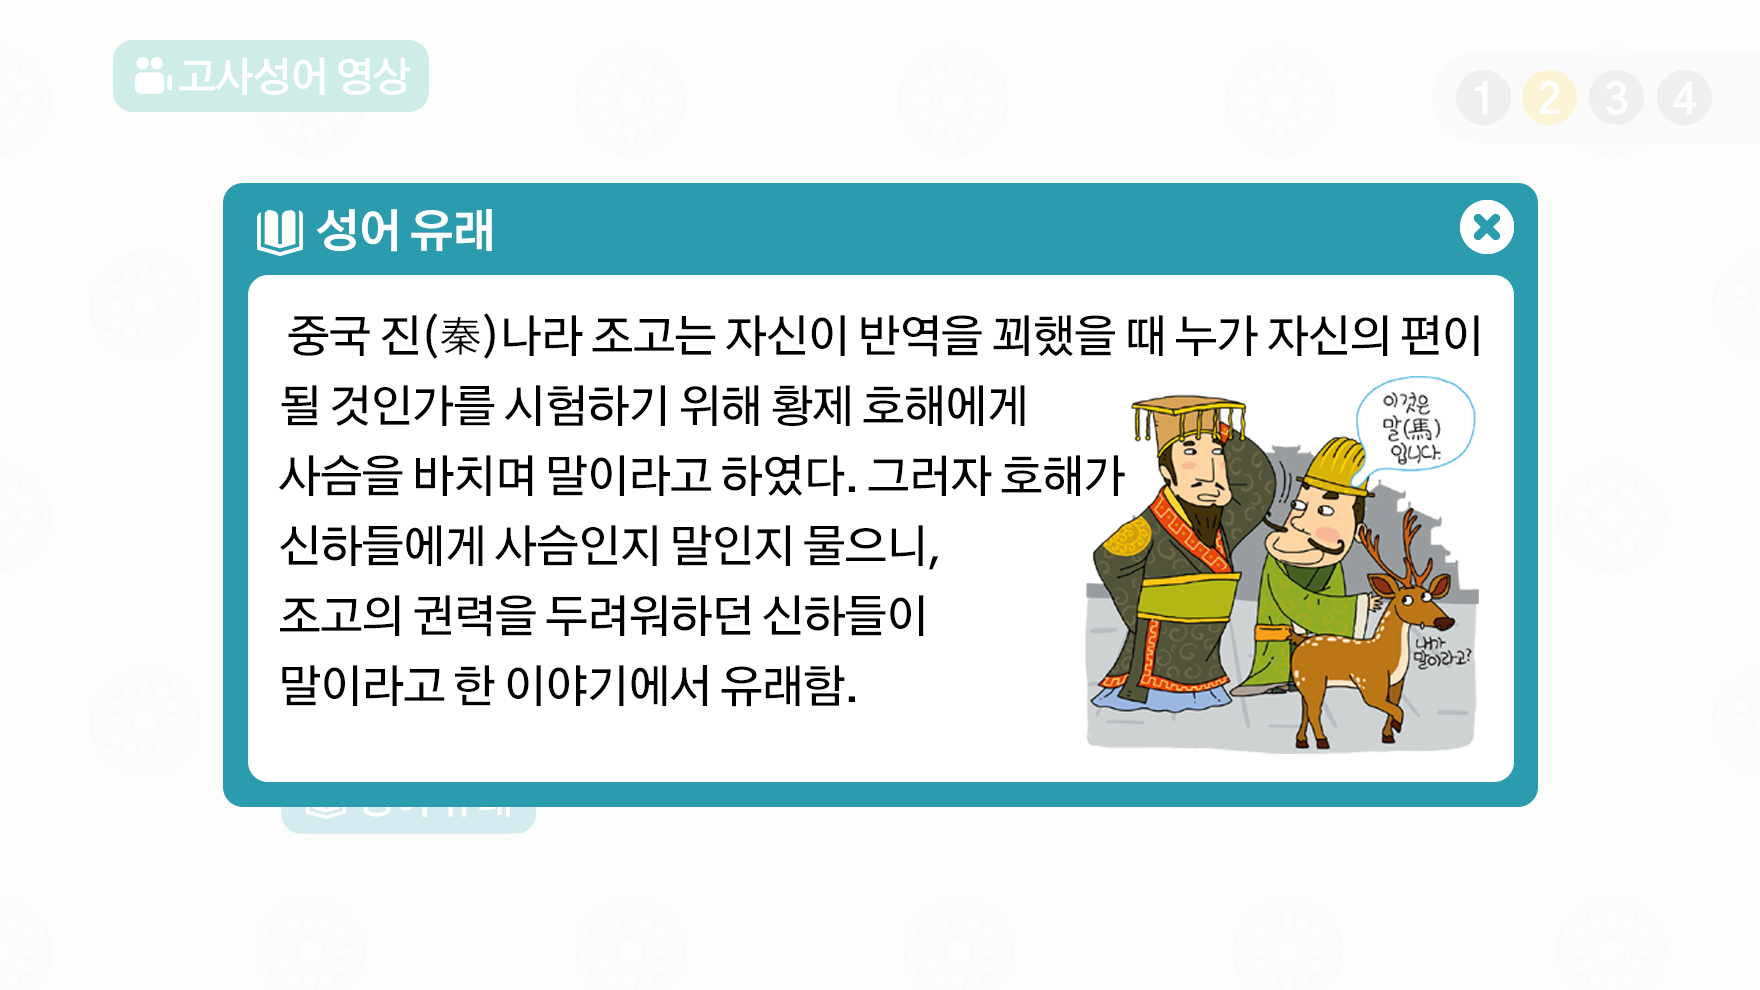 고사성어 영상
1 2 3 4
성어 유래
중국 진(秦)나라 조고는 자신이 반역을 꾀했을 때 누가 자신의 편이
될 것인가를 시험하기 위해 황제 호해에게
사슴을 바치며 말이라고 하였다. 그러자 호해가
신하들에게 사슴인지 말인지 물으니,
조고의 권력을 두려워하던 신하들이
말이라고 한 이야기에서 유래함.
이것은
말(馬)
입니다.
내가
말이라고?
성어 유래